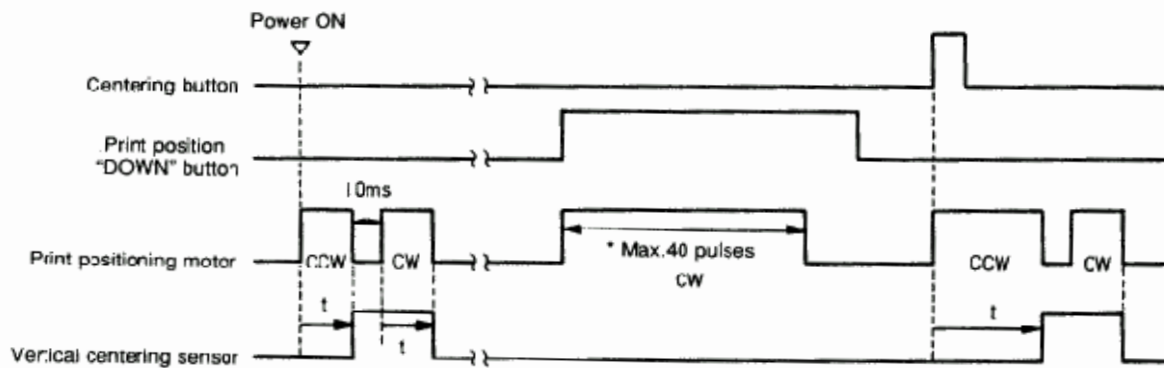 Power ON
Centering button
Print position
"DOWN" button
10ms
Print positioning motor
CCW
CW
* Max.40 pulses
CW
CCW
CW
t
t
t
Vertical centering sensor